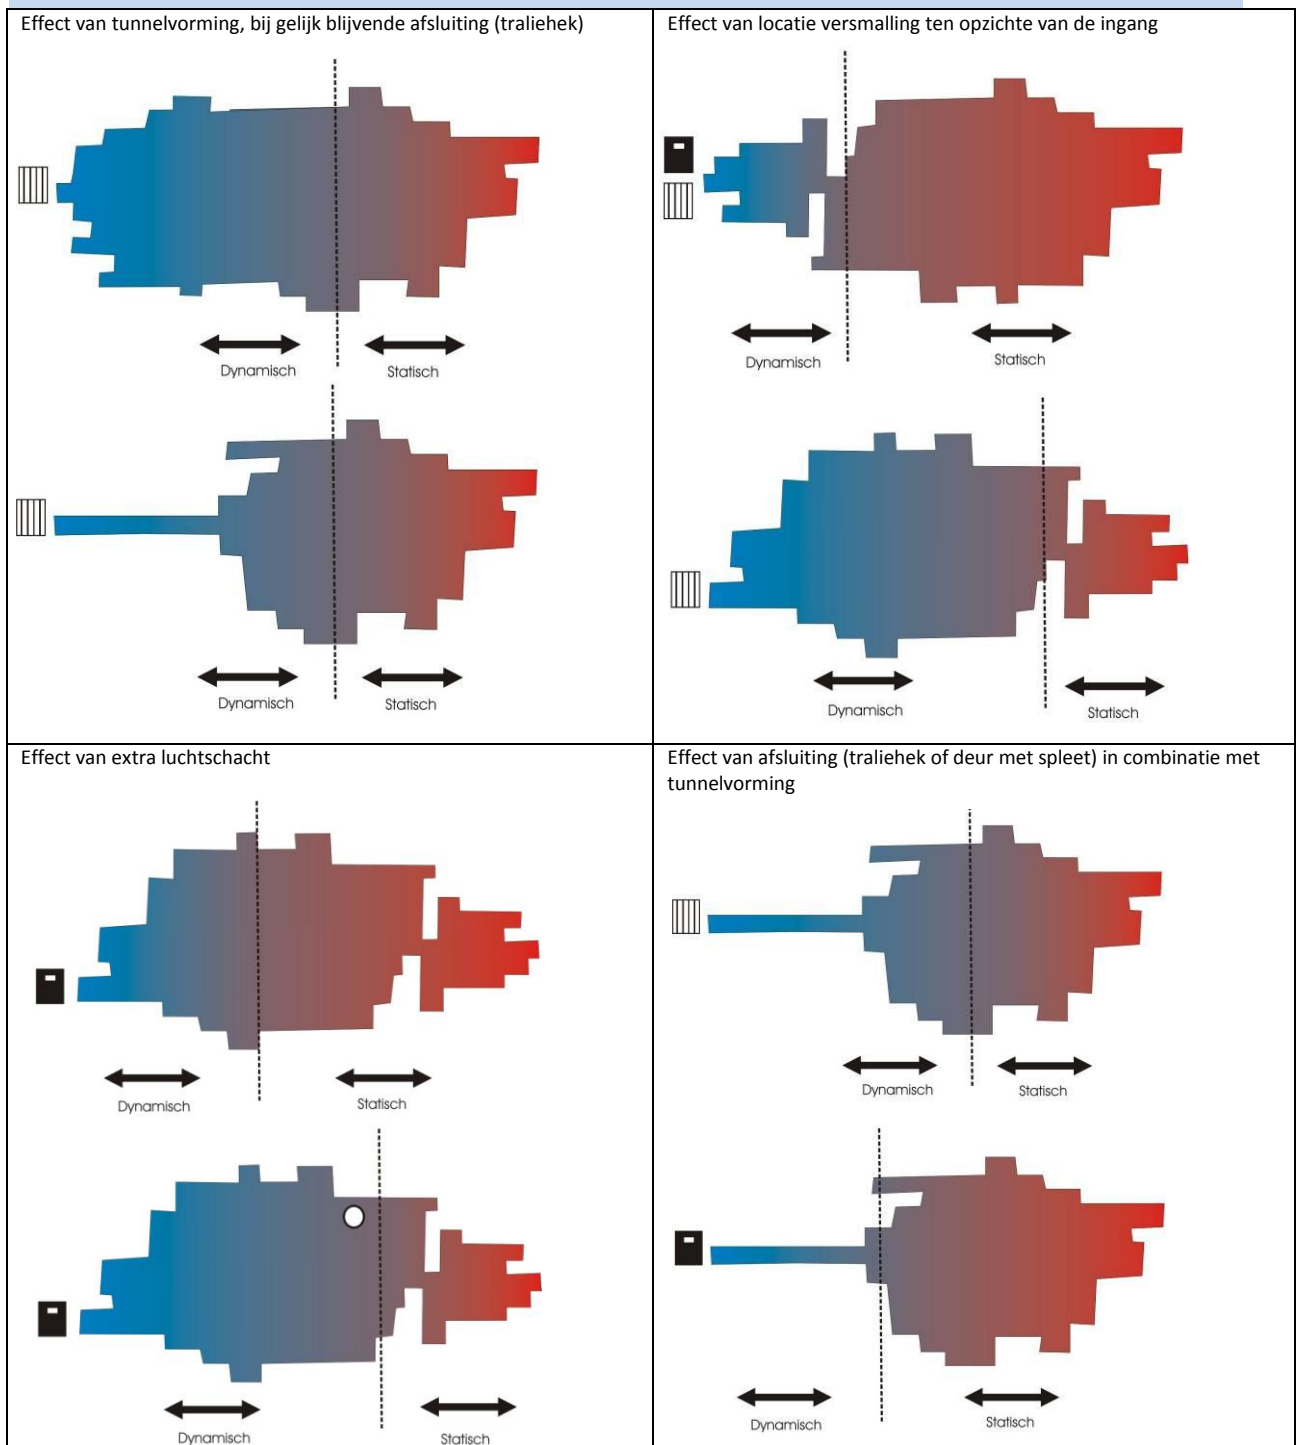 Effect van tunnelvorming, bij gelijk blijvende afsluiting (traliehek)
Dynamisch
Statisch
Dynamisch
Statisch
Effect van locatie versmalling ten opzichte van de ingang
Dynamisch
Statisch
Dynamisch
Statisch
Effect van extra luchtschacht
Dynamisch
Statisch
Dynamisch
Statisch
Effect van afsluiting (traliehek of deur met spleet) in combinatie met
tunnelvorming
Dynamisch
Statisch
Dynamisch
Statisch